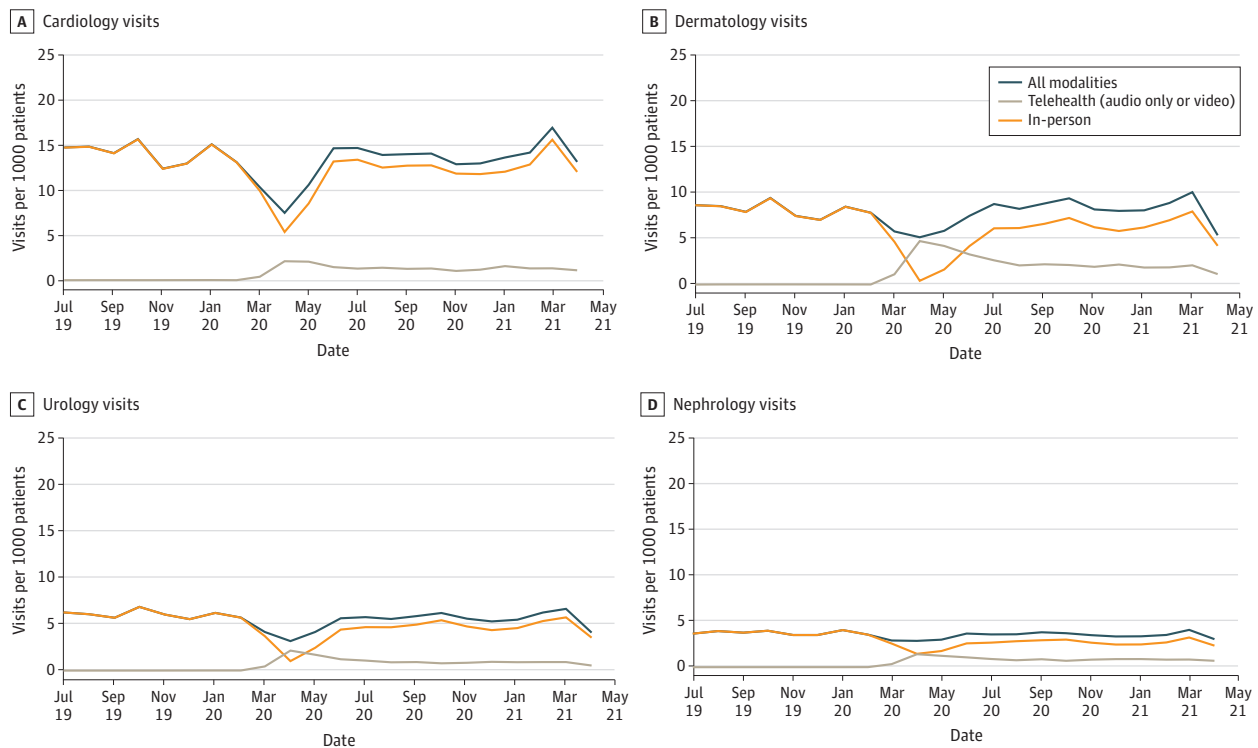 A Cardiology visits
Visits per 1000 patients
25
20
15
10
5
0
Jul Sep Nov Jan Mar May Jul Sep Nov Jan Mar May
19 19 19 20 20 20 20 20 20 21 21 21
Date
B Dermatology visits
Visits per 1000 patients
25
20
15
10
5
0
All modalities
Telehealth (audio only or video)
In-person
Jul Sep Nov Jan Mar May Jul Sep Nov Jan Mar May
19 19 19 20 20 20 20 20 20 21 21 21
Date
C Urology visits
Visits per 1000 patients
25
20
15
10
5
0
Jul Sep Nov Jan Mar May Jul Sep Nov Jan Mar May
19 19 19 20 20 20 20 20 20 21 21 21
Date
D Nephrology visits
Visits per 1000 patients
25
20
15
10
5
0
Jul Sep Nov Jan Mar May Jul Sep Nov Jan Mar May
19 19 19 20 20 20 20 20 20 21 21 21
Date